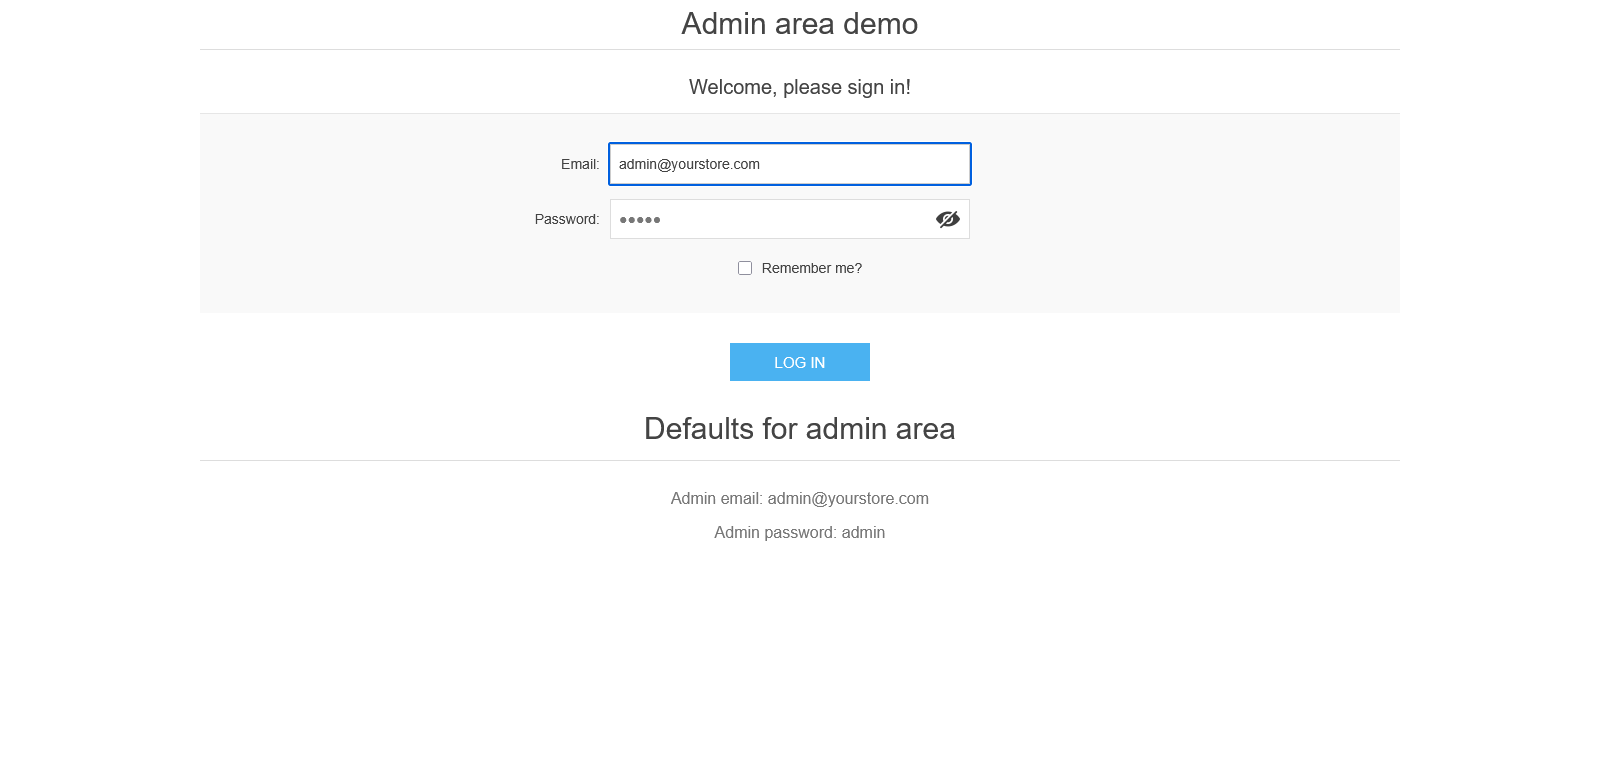 Admin area demo
Welcome, please sign in!
Email: admin@yourstore.com
Password: •••••
Remember me?
LOG IN
Defaults for admin area
Admin email: admin@yourstore.com
Admin password: admin